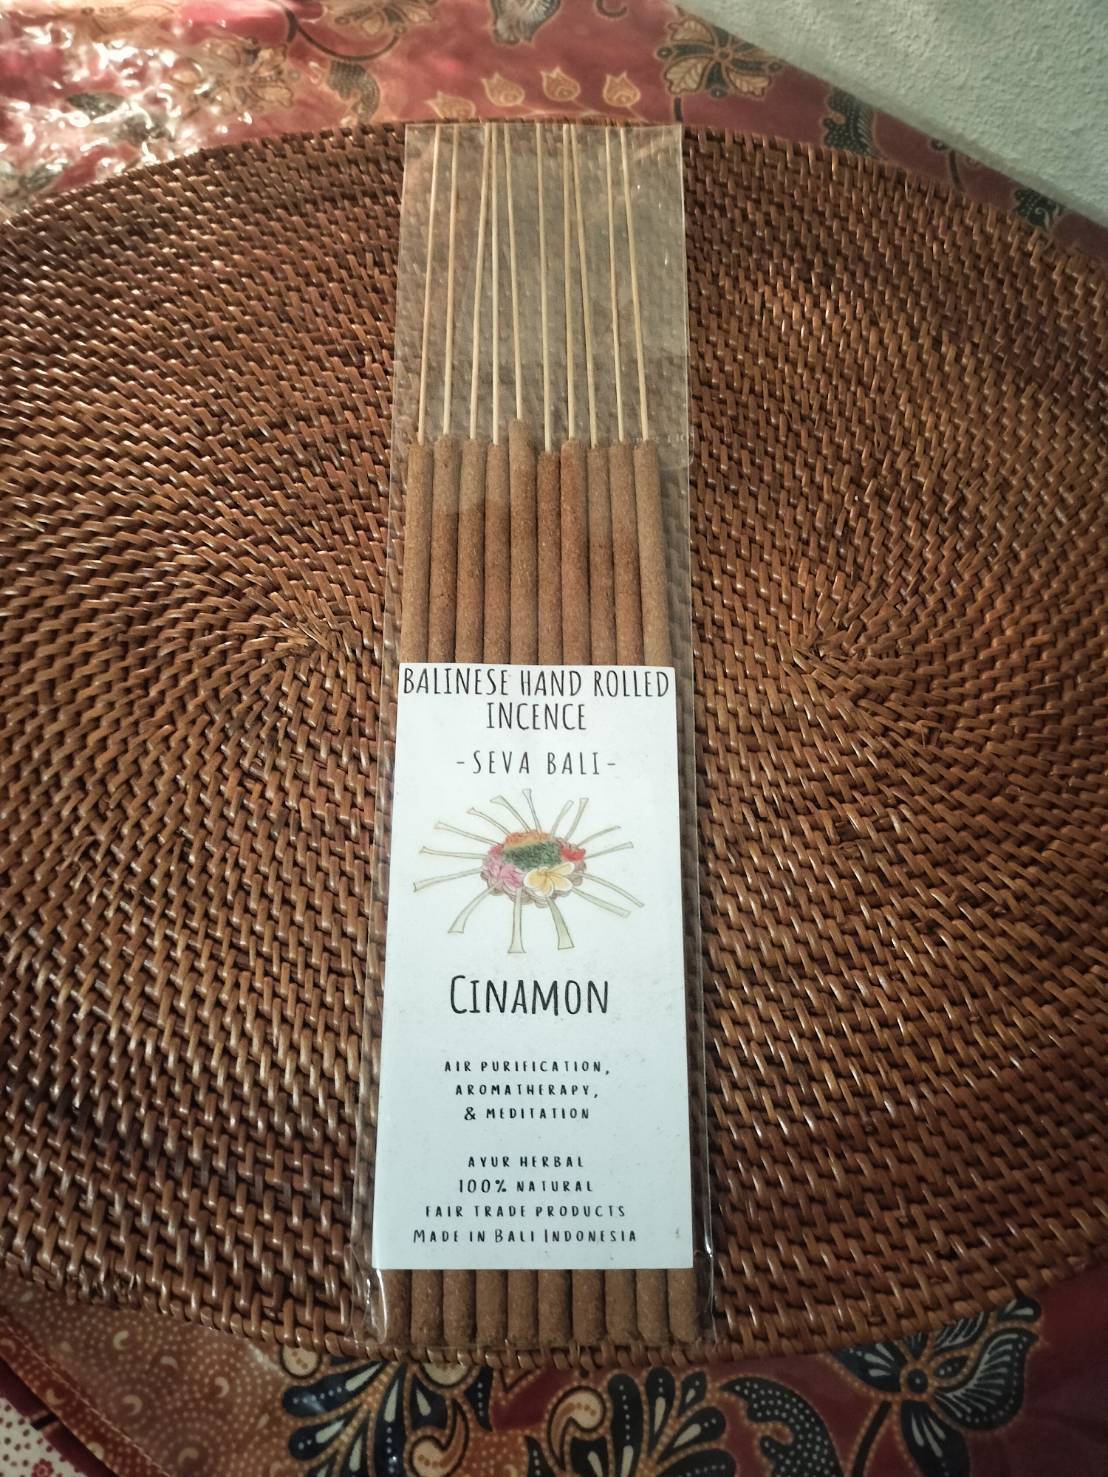 BALINESE HAND ROLLED
INCENCE
-SEVA BALI-
CINAMON
AIR PURIFICATION,
AROMATHERAPY,
& MEDITATION
AYUR HERBAL
100% NATURAL
FAIR TRADE PRODUCTS
MADE IN BALI INDONESIA